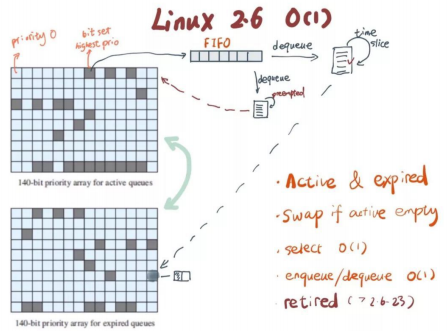 Linux 2.6 O(1)
priority 0
bit set
highest prio
FIFO
dequeue
time
slice
dequeue
preempted
140-bit priority array for active queues
140-bit priority array for expired queues
· Active & expired
· Swap if active empty
· select O(1)
· enqueue/dequeue O(1)
· retired (>2.6.23)